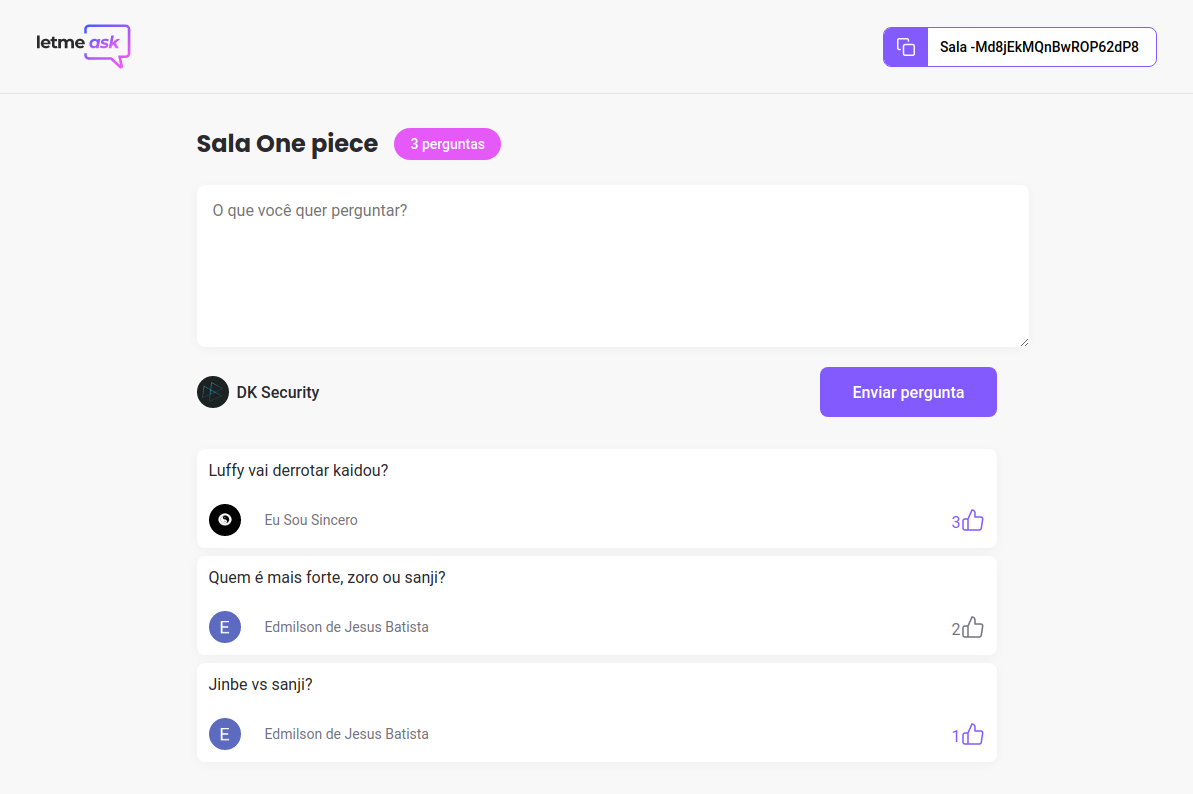 letme ask
Sala -Md8jEkMQnBwROP62dP8
Sala One piece
3 perguntas
O que você quer perguntar?
DK Security
Enviar pergunta
Luffy vai derrotar kaidou?
Eu Sou Sincero
3
Quem é mais forte, zoro ou sanji?
E
Edmilson de Jesus Batista
2
Jinbe vs sanji?
E
Edmilson de Jesus Batista
1